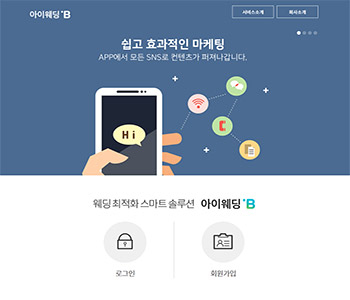 아이웨딩 B
서비스소개
회사소개
쉽고 효과적인 마케팅
APP에서 모든 SNS로 컨텐츠가 퍼져나갑니다.
Hi
웨딩 최적화 스마트 솔루션 아이웨딩 B
로그인
회원가입